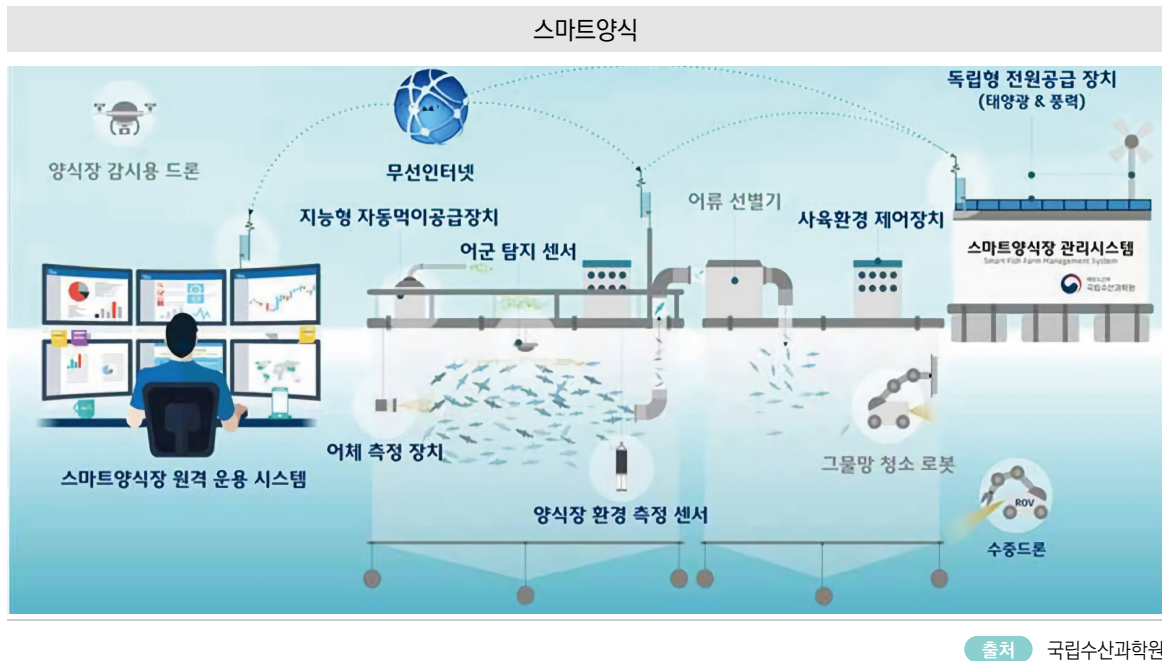 스마트양식
독립형 전원공급 장치
(태양광 & 풍력)
양식장 감시용 드론
무선인터넷
지능형 자동먹이공급장치
어류 선별기
사육환경 제어장치
어군 탐지 센서
스마트양식장 관리시스템
Smart Fish Farm Management System
해양수산부
국립수산과학원
어체 측정 장치
그물망 청소 로봇
스마트양식장 원격 운용 시스템
양식장 환경 측정 센서
ROV
수중드론
출처 국립수산과학원